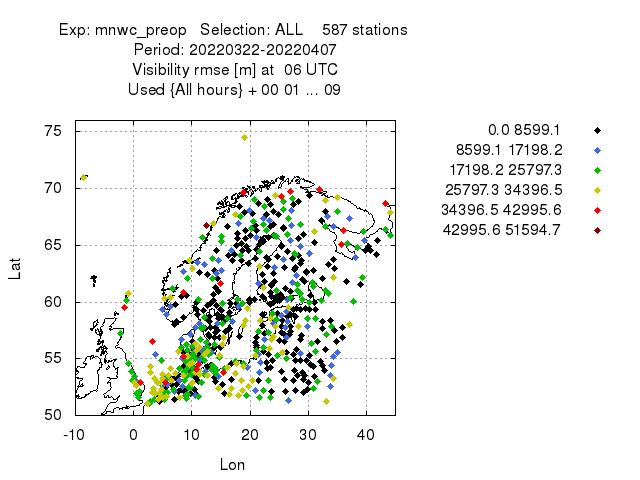 Exp: mnwc_preop   Selection: ALL    587 stations
Period: 20220322-20220407
Visibility rmse [m] at  06 UTC
Used {All hours} + 00 01 ... 09
0.0 8599.1
8599.1 17198.2
17198.2 25797.3
25797.3 34396.5
34396.5 42995.6
42995.6 51594.7
75
70
65
60
55
50
Lat
-10 0 10 20 30 40
Lon